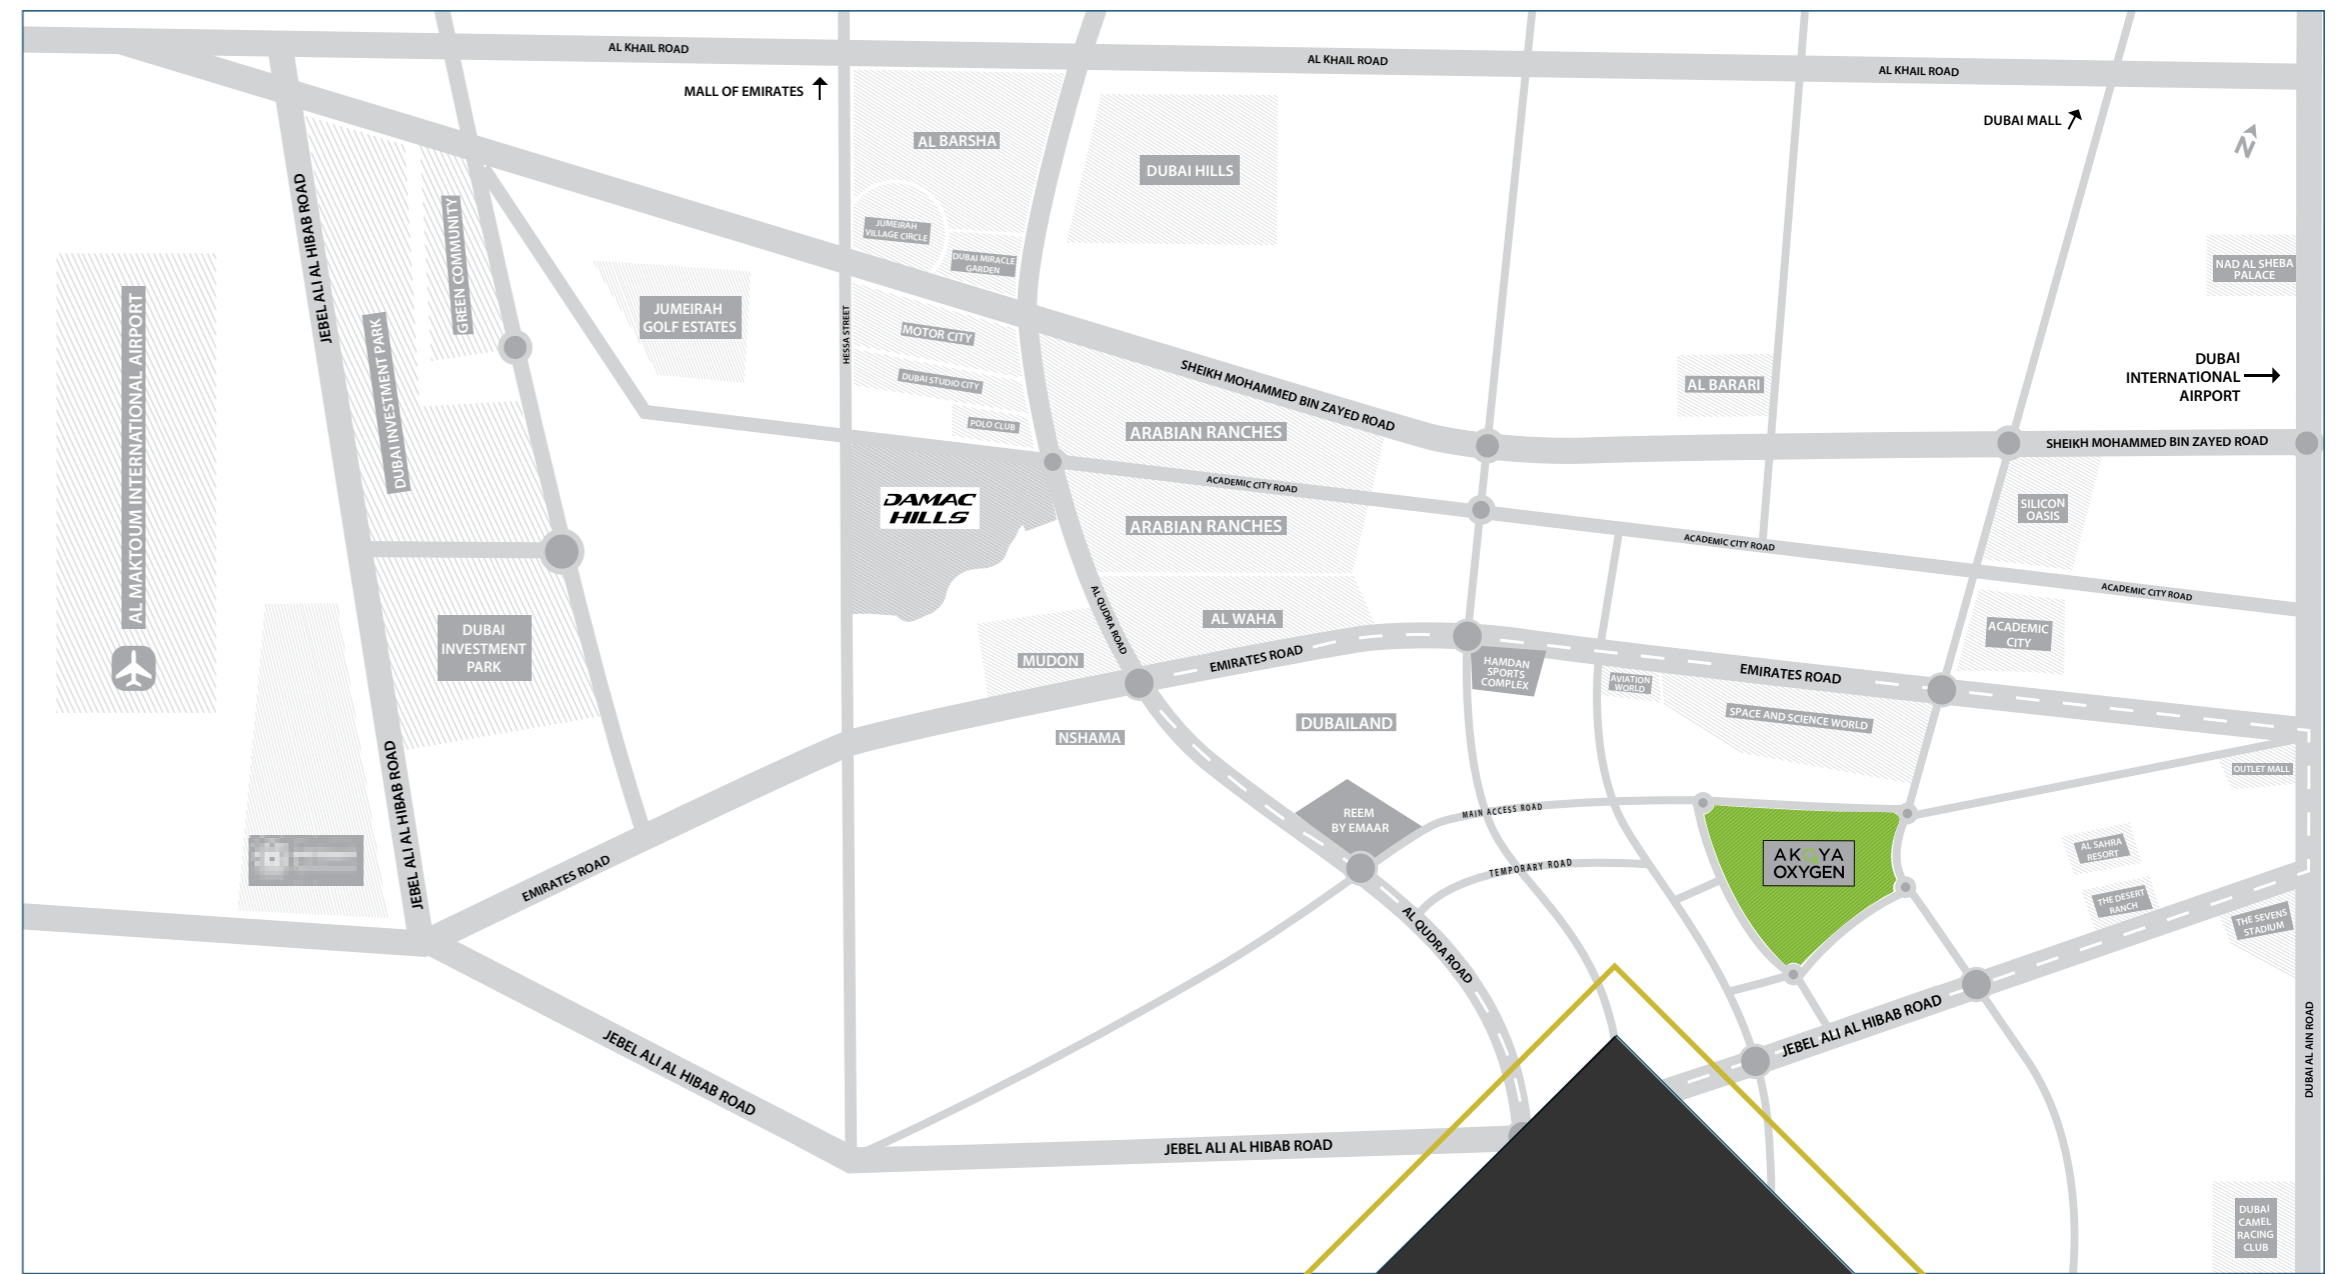 AL KHAIL ROAD
AL KHAIL ROAD
AL KHAIL ROAD
MALL OF EMIRATES
DUBAI MALL
N
AL BARSHA
DUBAI HILLS
JEBEL ALI AL HIBAB ROAD
GREEN COMMUNITY
JUMEIRAH
VILLAGE CIRCLE
DUBAI MIRACLE
GARDEN
NAD AL SHEBA
PALACE
AL MAKTOUM INTERNATIONAL AIRPORT
DUBAI INVESTMENT PARK
JUMEIRAH
GOLF ESTATES
HESSA STREET
MOTOR CITY
DUBAI STUDIO CITY
POLO CLUB
SHEIKH MOHAMMED BIN ZAYED ROAD
AL BARARI
DUBAI
INTERNATIONAL
AIRPORT
ARABIAN RANCHES
SHEIKH MOHAMMED BIN ZAYED ROAD
DAMAC
HILLS
ACADEMIC CITY ROAD
ARABIAN RANCHES
SILICON
OASIS
ACADEMIC CITY ROAD
ACADEMIC CITY ROAD
AL QUDRA ROAD
AL WAHA
ACADEMIC
CITY
DUBAI
INVESTMENT
PARK
MUDON
EMIRATES ROAD
HAMDAN
SPORTS
COMPLEX
AVIATION
WORLD
EMIRATES ROAD
SPACE AND SCIENCE WORLD
NSHAMA
DUBAILAND
OUTLET MALL
JEBEL ALI AL HIBAB ROAD
REEM
BY EMAAR
MAIN ACCESS ROAD
TEMPORARY ROAD
AKOYA
OXYGEN
AL SAHRA
RESORT
THE DESERT
RANCH
THE SEVENS
STADIUM
EMIRATES ROAD
AL QUDRA ROAD
JEBEL ALI AL HIBAB ROAD
JEBEL ALI AL HIBAB ROAD
JEBEL ALI AL HIBAB ROAD
DUBAI AL AIN ROAD
DUBAI
CAMEL
RACING
CLUB